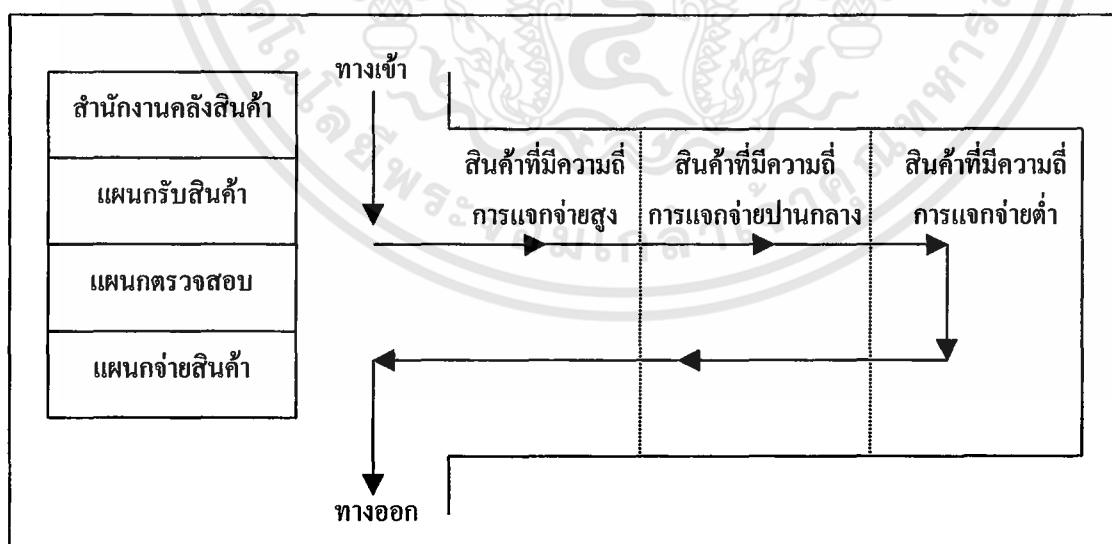 ทางเข้า
สำนักงานคลังสินค้า
แผนกรับสินค้า
แผนกตรวจสอบ
แผนกจ่ายสินค้า
สินค้าที่มีความถี่
การแจกจ่ายสูง
สินค้าที่มีความถี่
การแจกจ่ายปานกลาง
สินค้าที่มีความถี่
การแจกจ่ายต่ำ
ทางออก